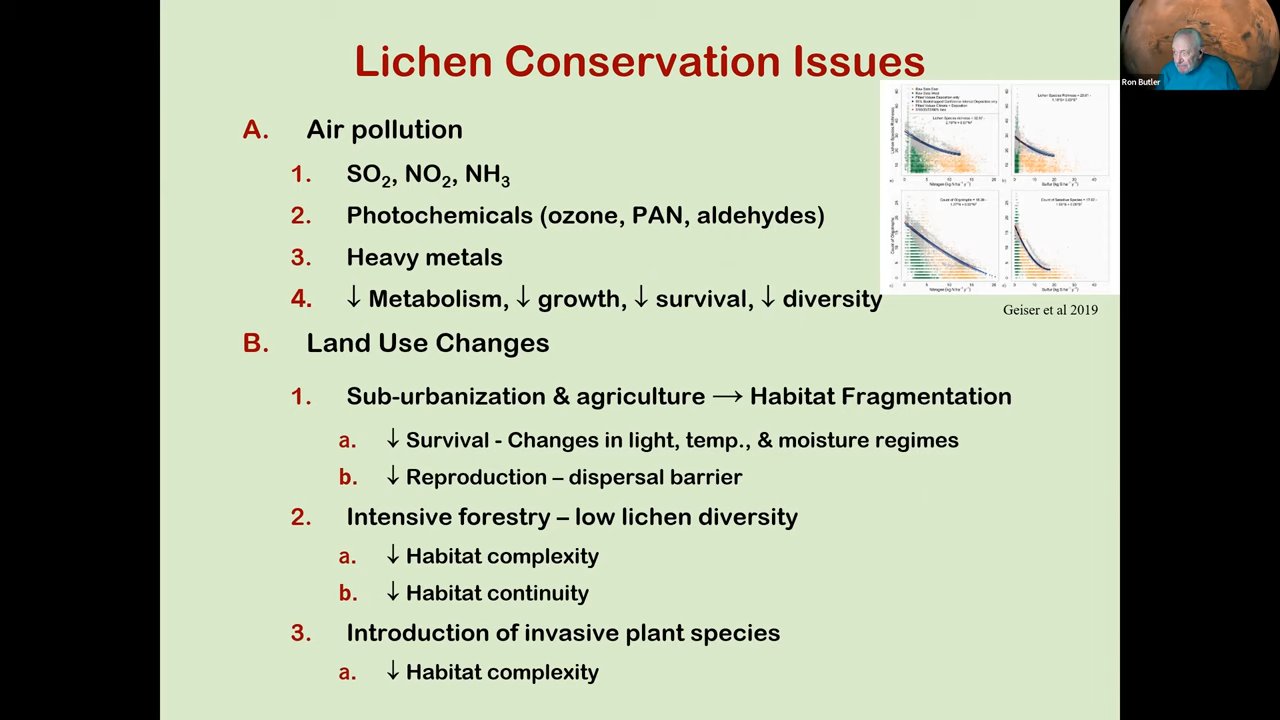 Lichen Conservation Issues
Ron Butler
A. Air pollution
1. SO₂, NO₂, NH₃
2. Photochemicals (ozone, PAN, aldehydes)
3. Heavy metals
4. ↓ Metabolism, ↓ growth, ↓ survival, ↓ diversity
Geiser et al 2019
B. Land Use Changes
1. Sub-urbanization & agriculture → Habitat Fragmentation
a. ↓ Survival - Changes in light, temp., & moisture regimes
b. ↓ Reproduction – dispersal barrier
2. Intensive forestry – low lichen diversity
a. ↓ Habitat complexity
b. ↓ Habitat continuity
3. Introduction of invasive plant species
a. ↓ Habitat complexity